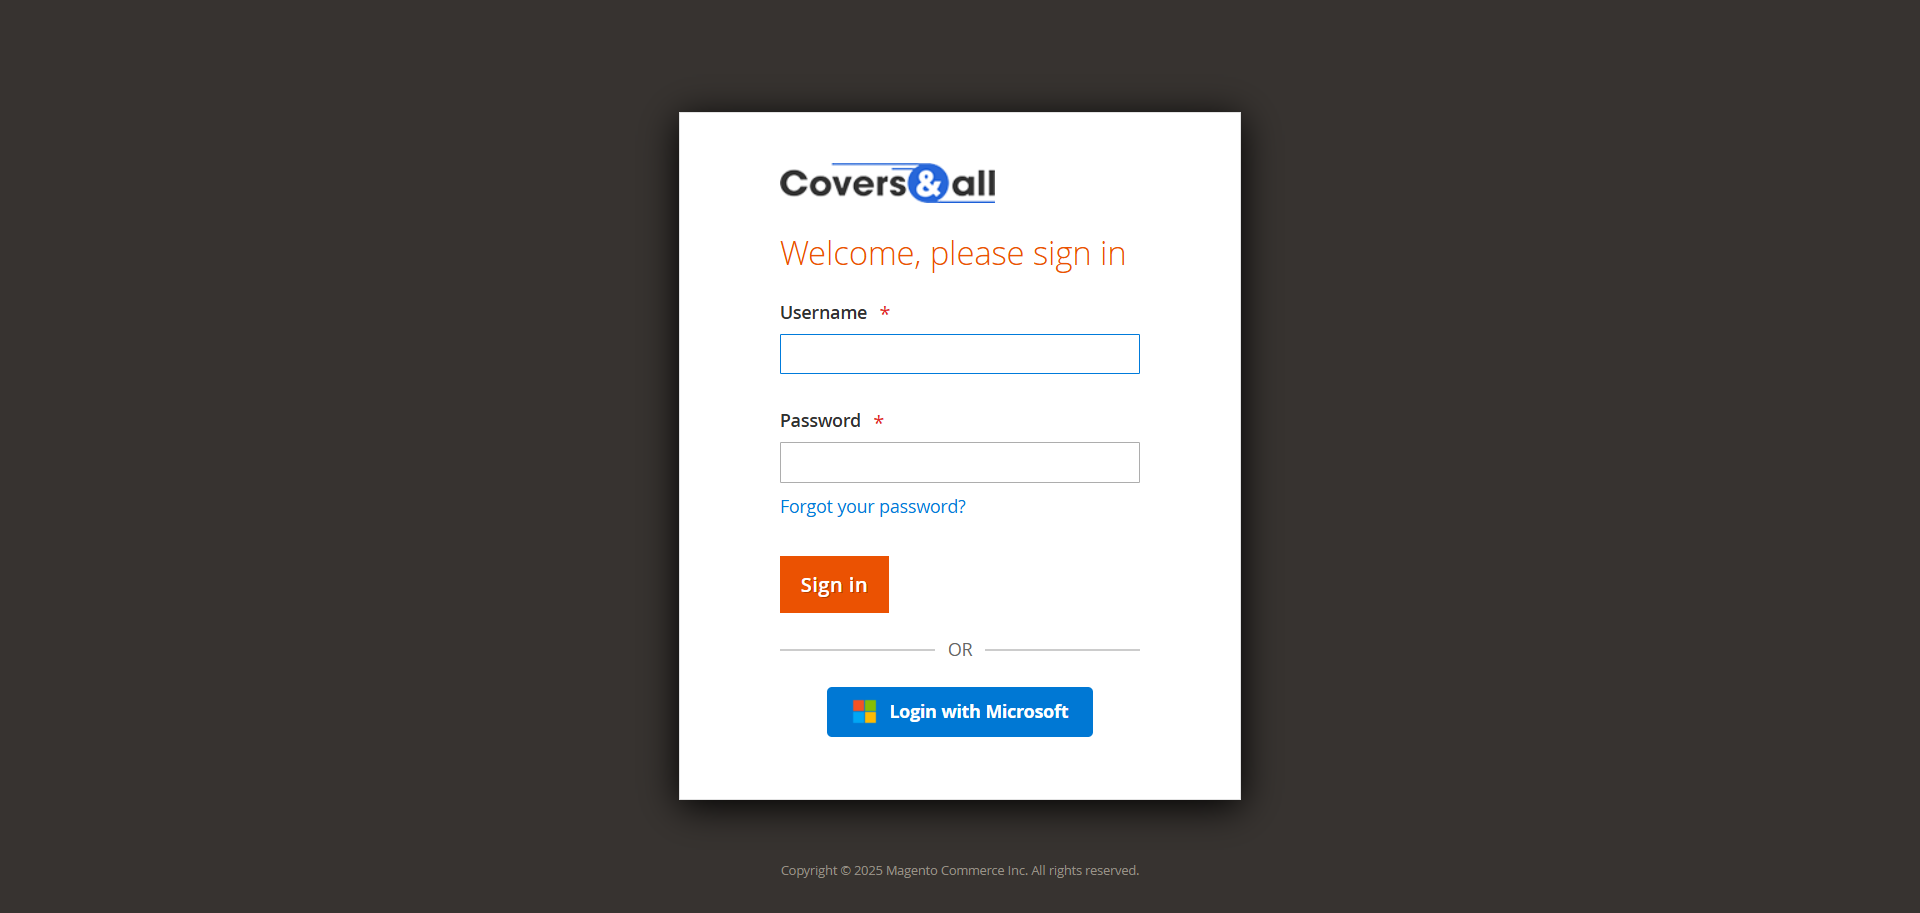 Covers&all
Welcome, please sign in
Username *
Password *
Forgot your password?
Sign in
OR
Login with Microsoft
Copyright © 2025 Magento Commerce Inc. All rights reserved.